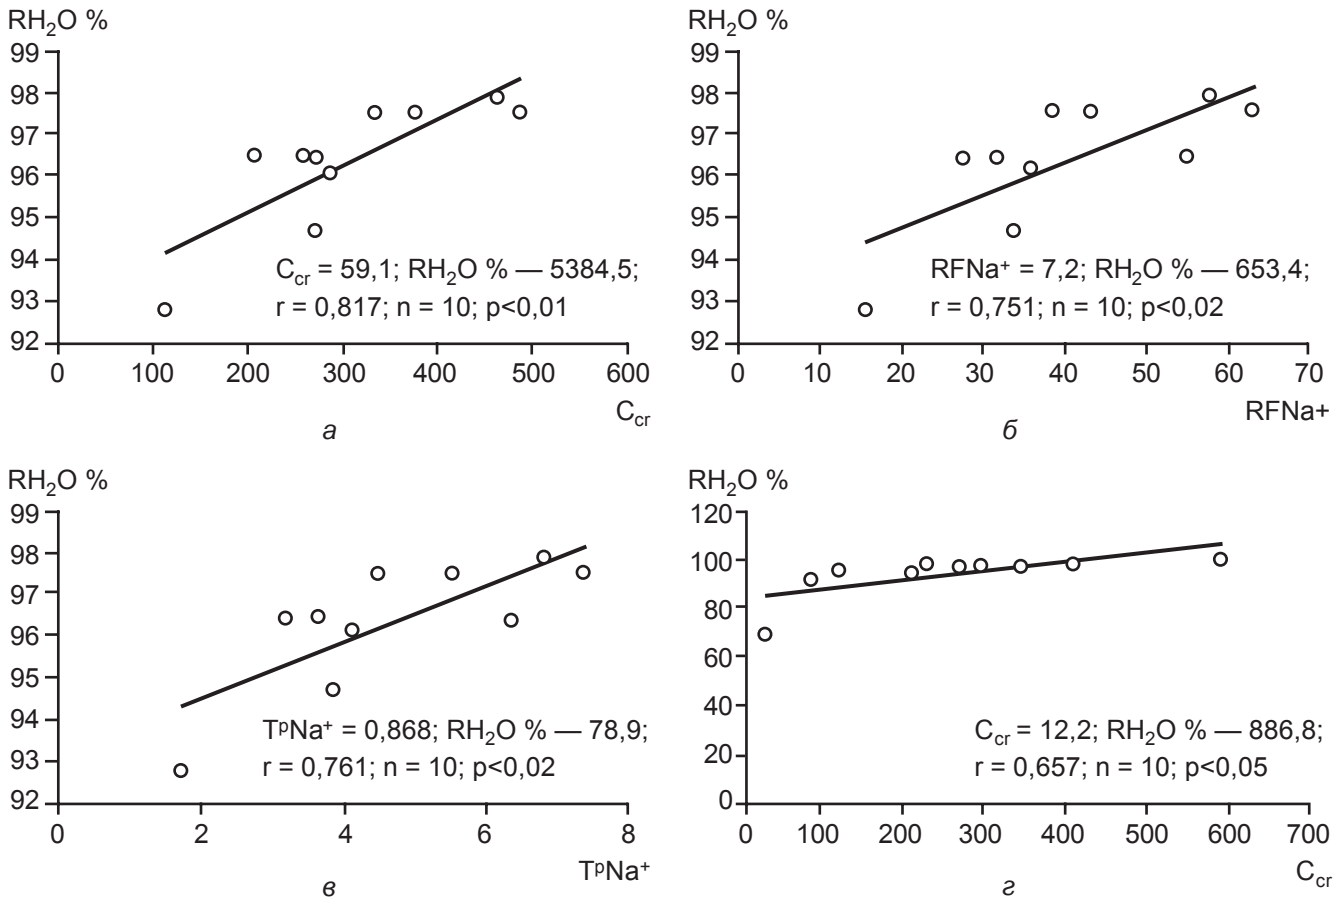 RH₂O %
99
98
97
96
95
94
93
92
0 100 200 300 400 500 600
C_cr
C_cr = 59,1; RH₂O % — 5384,5;
r = 0,817; n = 10; p<0,01
а
RH₂O %
99
98
97
96
95
94
93
92
0 10 20 30 40 50 60 70
RFNa+
RFNa⁺ = 7,2; RH₂O % — 653,4;
r = 0,751; n = 10; p<0,02
б
RH₂O %
99
98
97
96
95
94
93
92
0 2 4 6 8
TᵖNa⁺
TᵖNa⁺ = 0,868; RH₂O % — 78,9;
r = 0,761; n = 10; p<0,02
в
RH₂O %
120
100
80
60
40
20
0
0 100 200 300 400 500 600 700
C_cr
C_cr = 12,2; RH₂O % — 886,8;
r = 0,657; n = 10; p<0,05
г